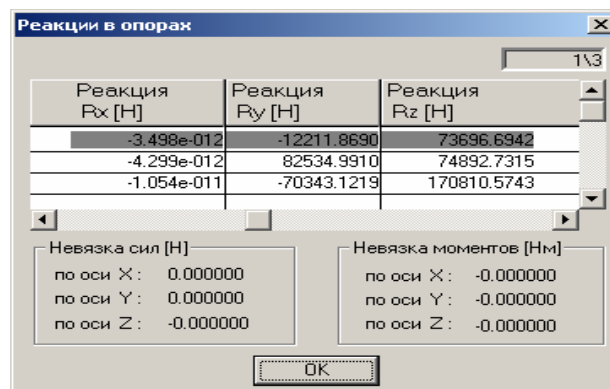 Реакции в опорах
1\3
Реакция Реакция Реакция
Rx [Н] Ry [Н] Rz [Н]
-3.498e-012 -12211.8690 73696.6942
-4.299e-012 82534.9910 74892.7315
-1.054e-011 -70343.1219 170810.5743
Невязка сил [Н] Невязка моментов [Нм]
по оси X : 0.000000 по оси X : -0.000000
по оси Y : 0.000000 по оси Y : -0.000000
по оси Z : -0.000000 по оси Z : -0.000000
OK